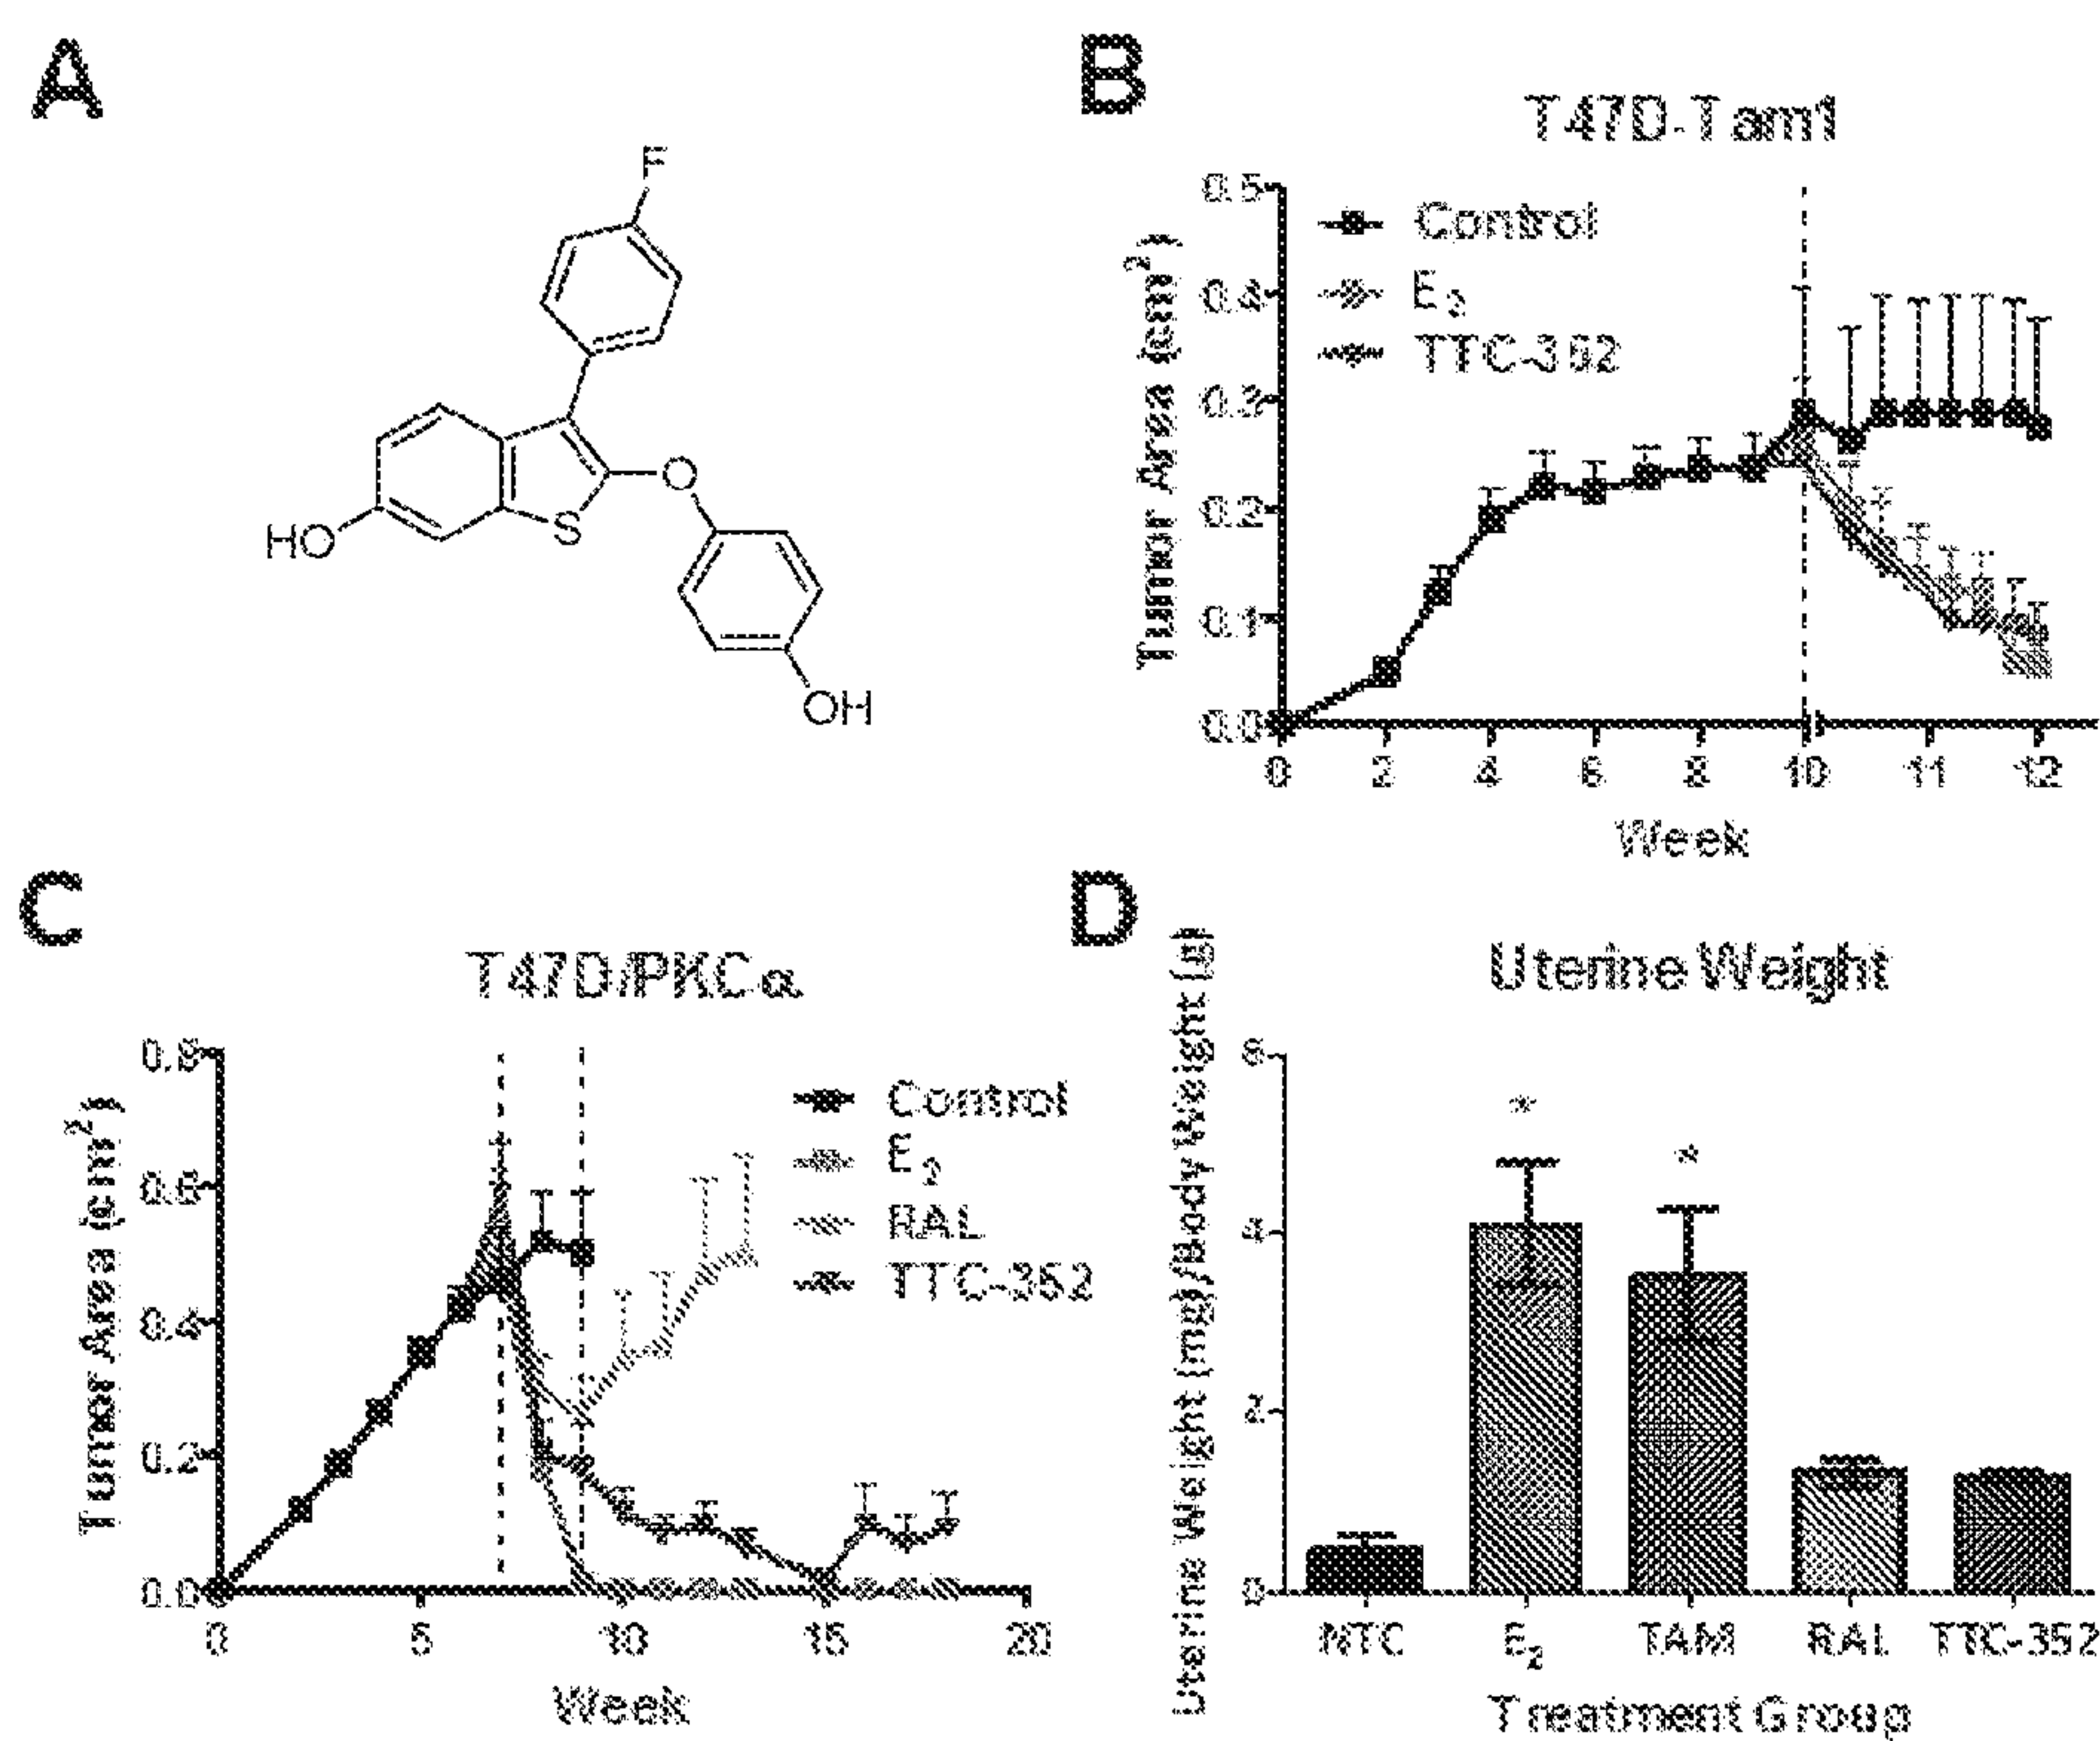 A
F
O
S
HO
OH
B
T47D-Tam1
Control
E2
TTC-352
Tumor Area (cm²)
0.5
0.4
0.3
0.2
0.1
0.0
0 2 4 6 8 10 11 12
Week
C
T47D/PKCα
Control
E2
RAL
TTC-352
Tumor Area (cm²)
0.8
0.6
0.4
0.2
0.0
0 5 10 15 20
Week
D
Uterine Weight
Uterine Weight (mg)/Body Weight (g)
6
4
2
0
* *
NTC E2 TAM RAL TTC-352
Treatment Group